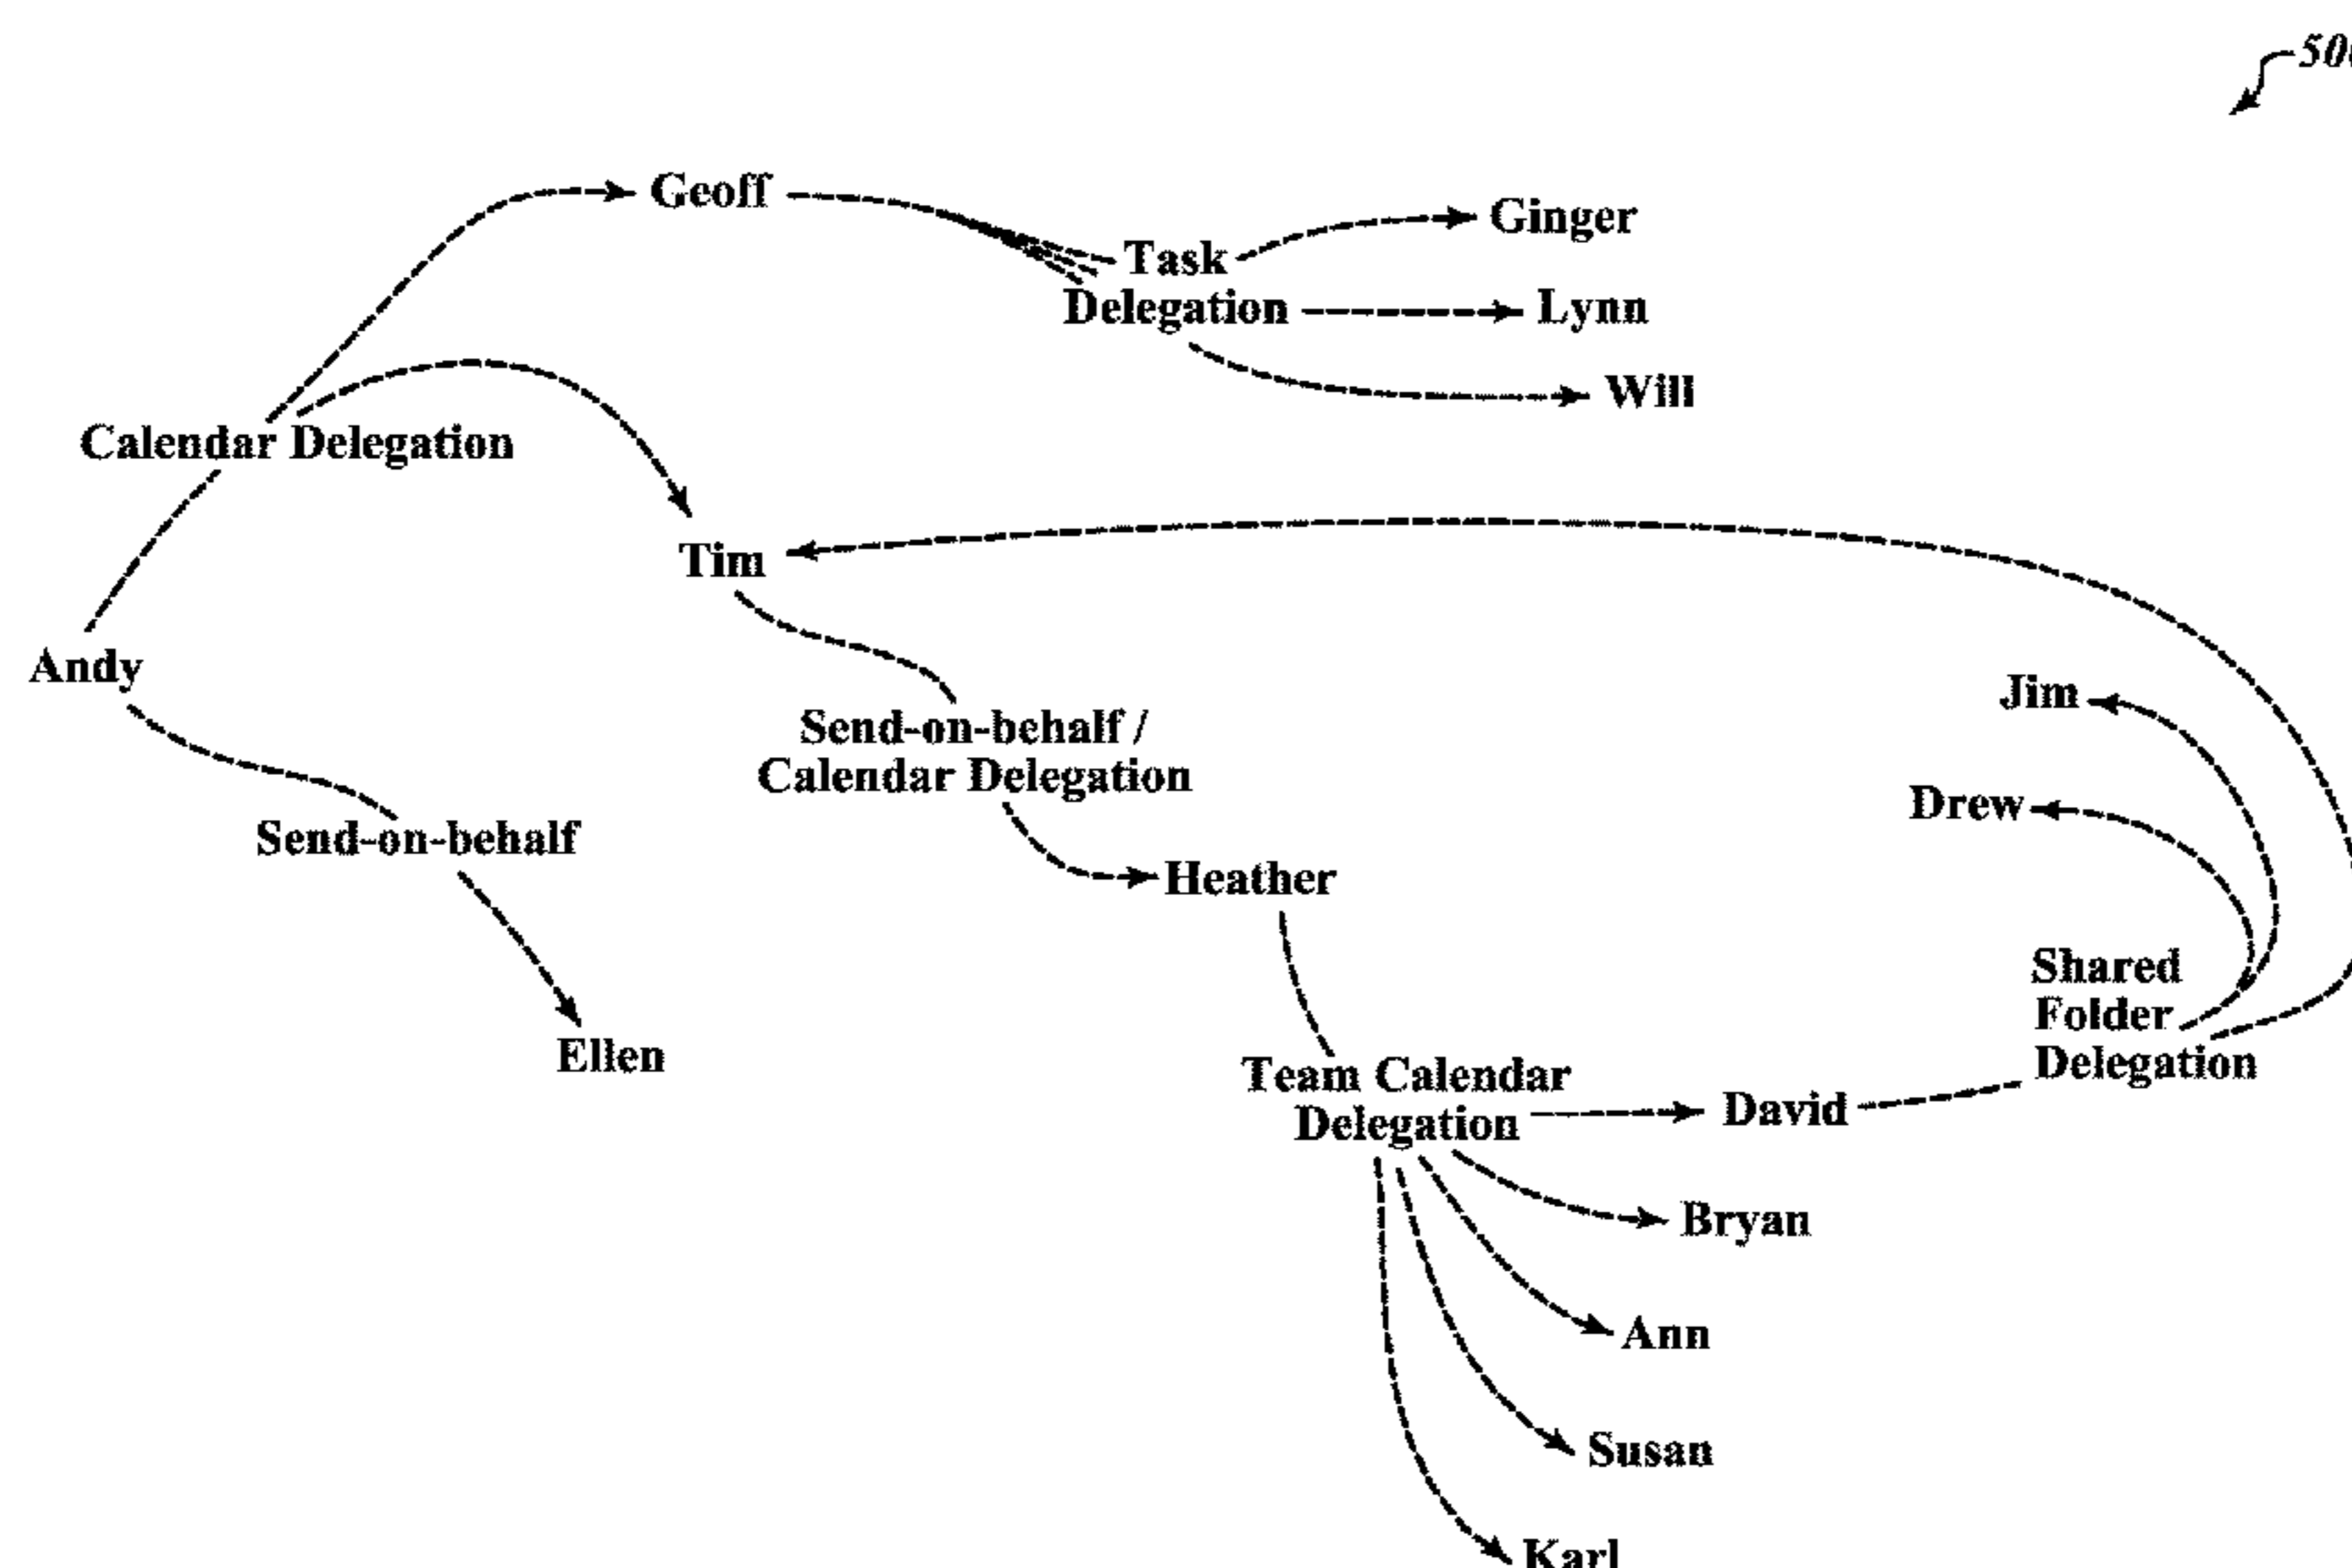 Geoff
Ginger
Task
Delegation
Lynn
Will
Calendar Delegation
Tim
Andy
Jim
Send-on-behalf /
Calendar Delegation
Drew
Send-on-behalf
Heather
Shared
Folder
Delegation
Ellen
Team Calendar
Delegation
David
Bryan
Ann
Susan
Karl